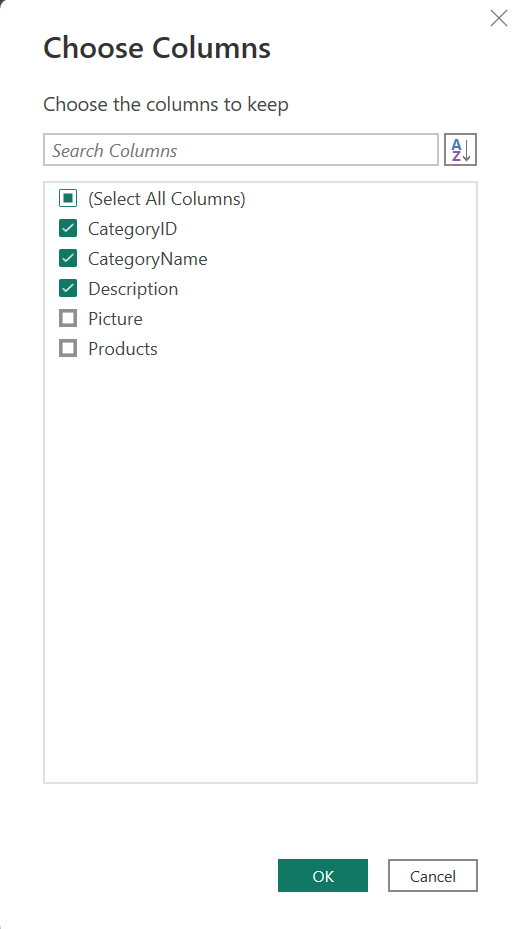 Choose Columns
Choose the columns to keep
Search Columns
AZ
(Select All Columns)
CategoryID
CategoryName
Description
Picture
Products
OK Cancel